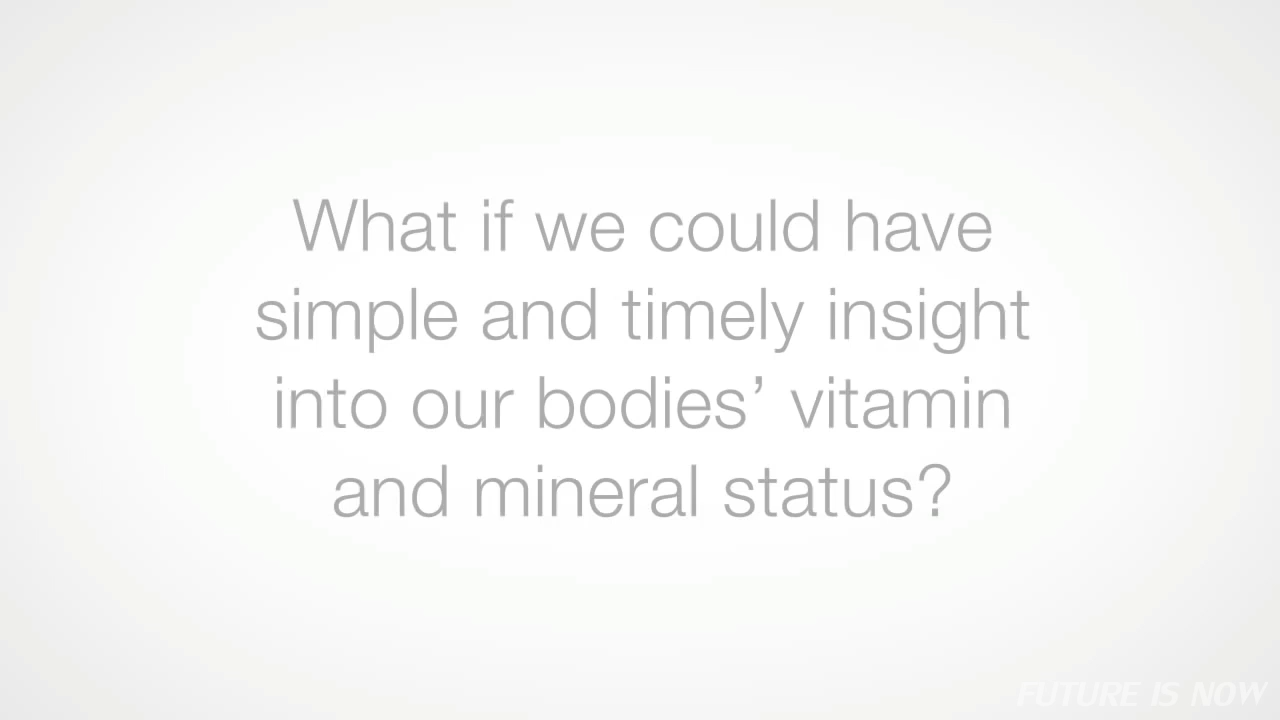 What if we could have
simple and timely insight
into our bodies’ vitamin
and mineral status?
FUTURE IS NOW